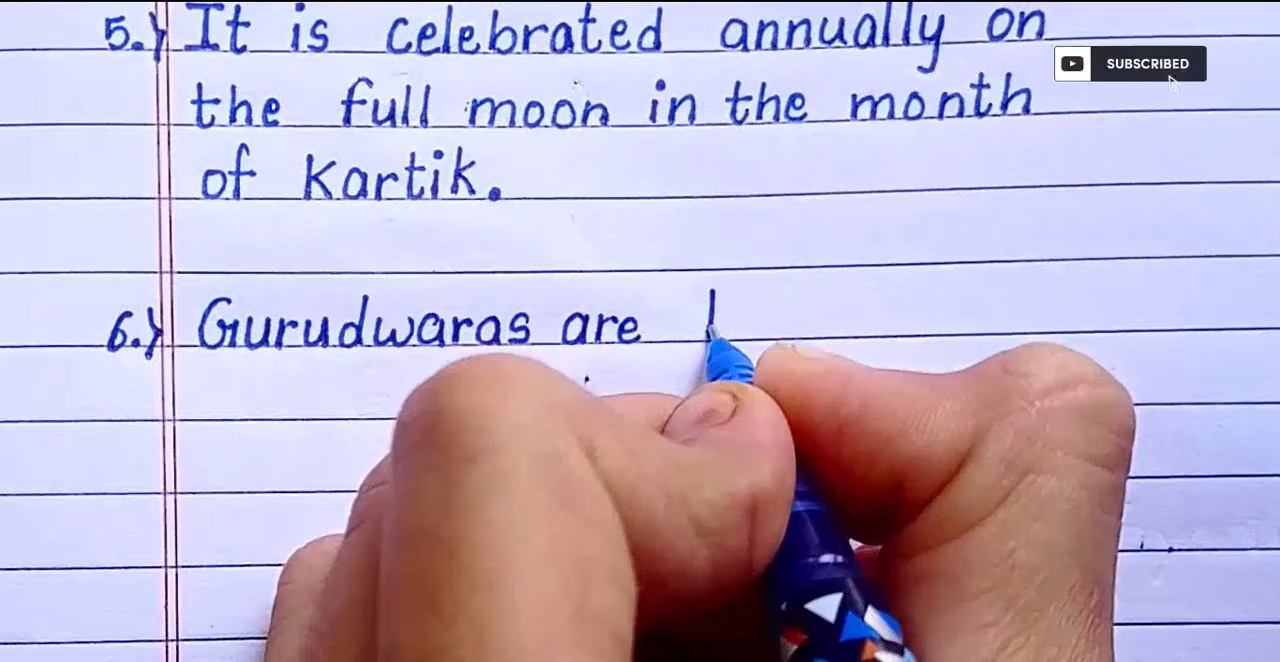 5.) It is celebrated annually on
SUBSCRIBED
the full moon in the month
of Kartik.
6.) Gurudwaras are